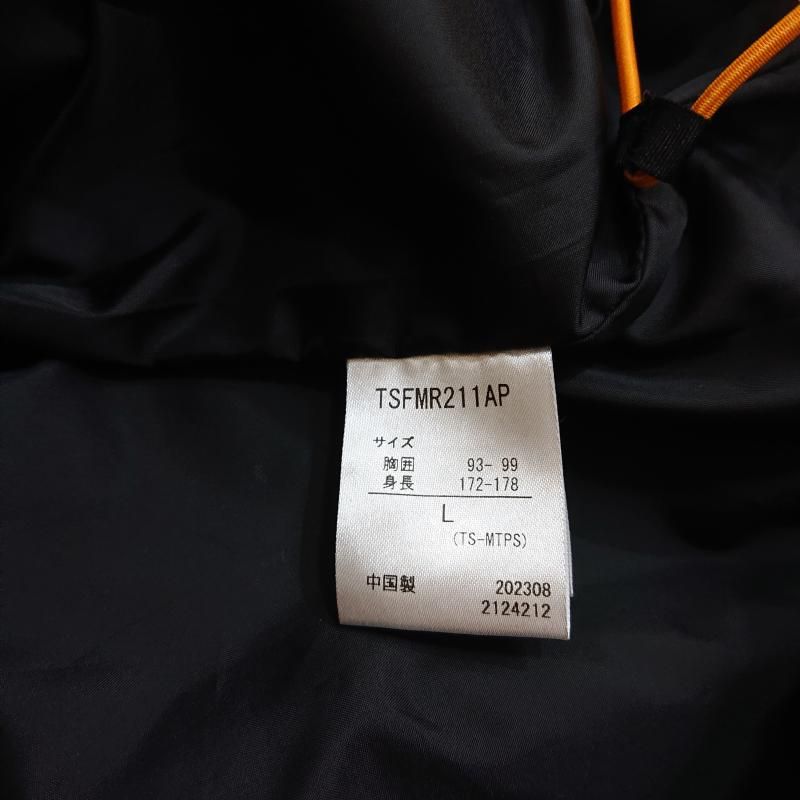 TSFMR211AP
サイズ
胸囲 93- 99
身長 172-178
L
(TS-MTPS)
中国製 202308
2124212